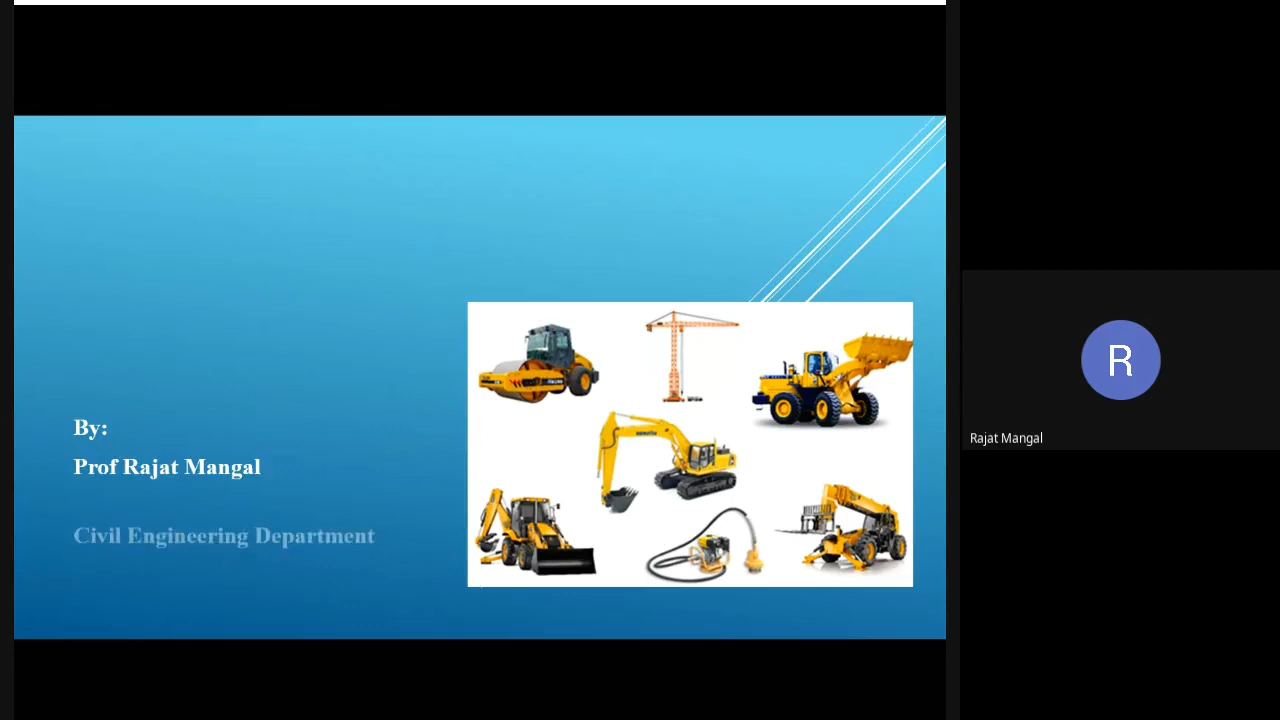 By:
Prof Rajat Mangal
Civil Engineering Department
R
Rajat Mangal